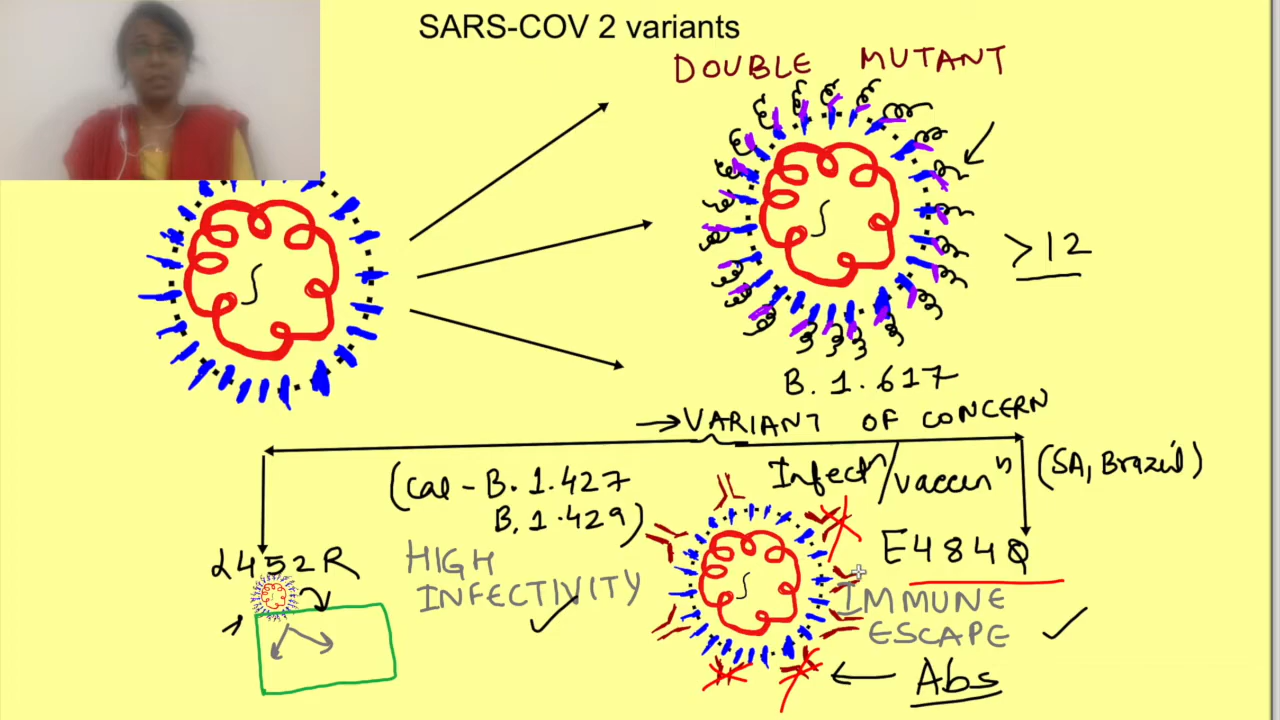 SARS-COV 2 variants
DOUBLE MUTANT
>12
B.1.617
→VARIANT OF CONCERN
(Cal - B.1.427
B.1.429)
Infectn/vaccinn
(SA, Brazil)
L452R
HIGH
INFECTIVITY
E484Q
IMMUNE
ESCAPE
Abs